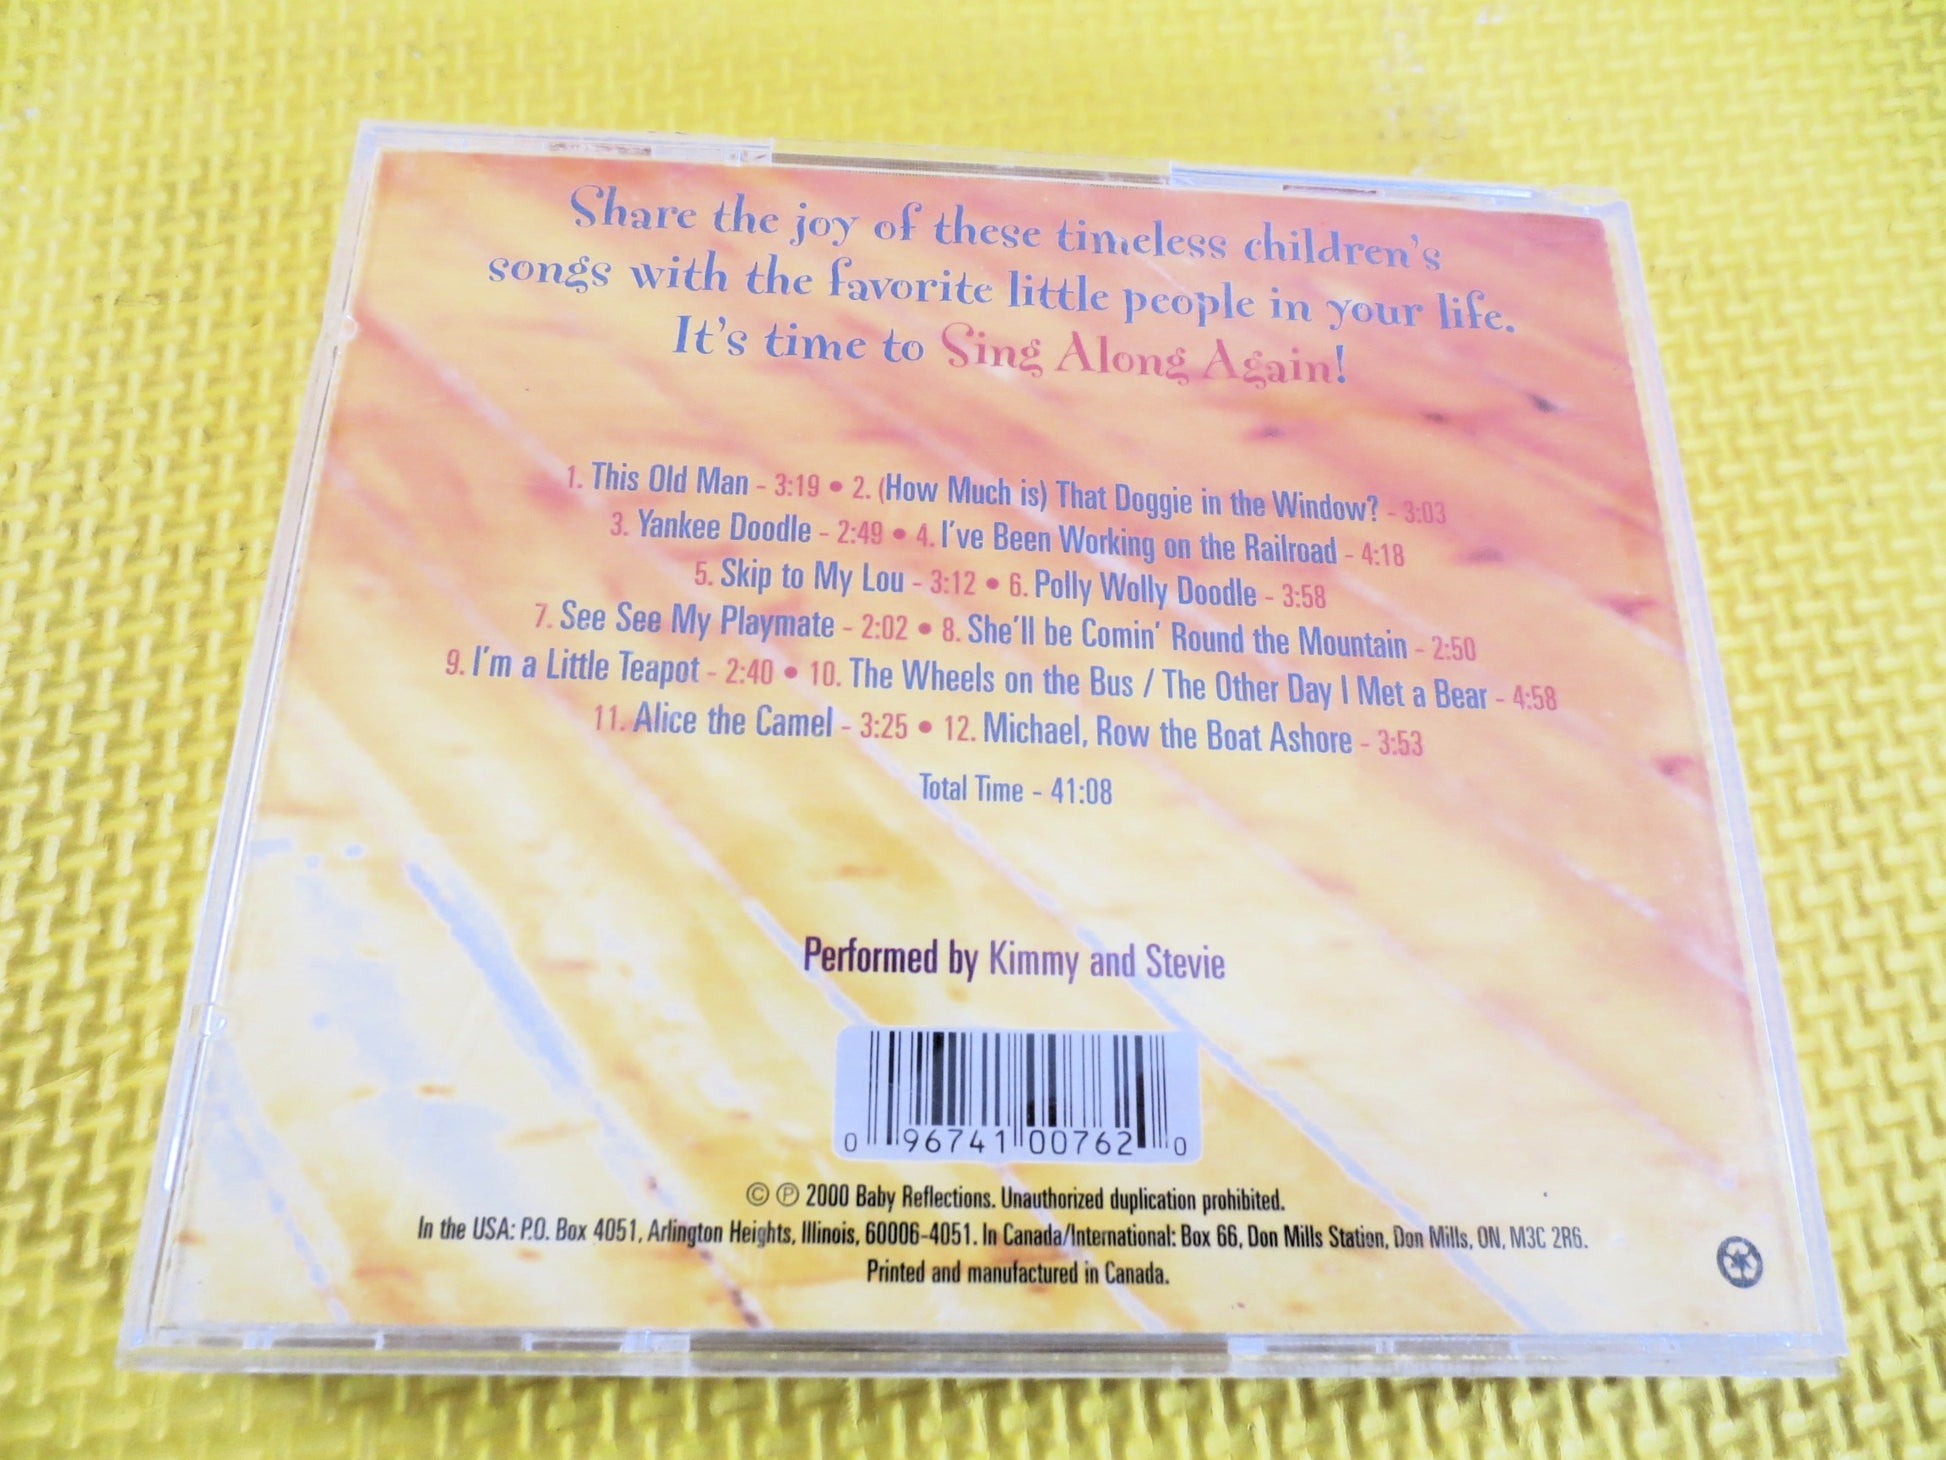 Share the joy of these timeless children's
songs with the favorite little people in your life.
It's time to Sing Along Again!
1. This Old Man - 3:19 • 2. (How Much is) That Doggie in the Window? - 3:03
3. Yankee Doodle - 2:49 • 4. I've Been Working on the Railroad - 4:18
5. Skip to My Lou - 3:12 • 6. Polly Wolly Doodle - 3:58
7. See See My Playmate - 2:02 • 8. She'll be Comin' Round the Mountain - 2:50
9. I'm a Little Teapot - 2:40 • 10. The Wheels on the Bus / The Other Day I Met a Bear - 4:58
11. Alice the Camel - 3:25 • 12. Michael, Row the Boat Ashore - 3:53
Total Time - 41:08
Performed by Kimmy and Stevie
0 96741 00762 0
© ℗ 2000 Baby Reflections. Unauthorized duplication prohibited.
In the USA: P.O. Box 4051, Arlington Heights, Illinois, 60006-4051. In Canada/International: Box 66, Don Mills Station, Don Mills, ON, M3C 2R6.
Printed and manufactured in Canada.